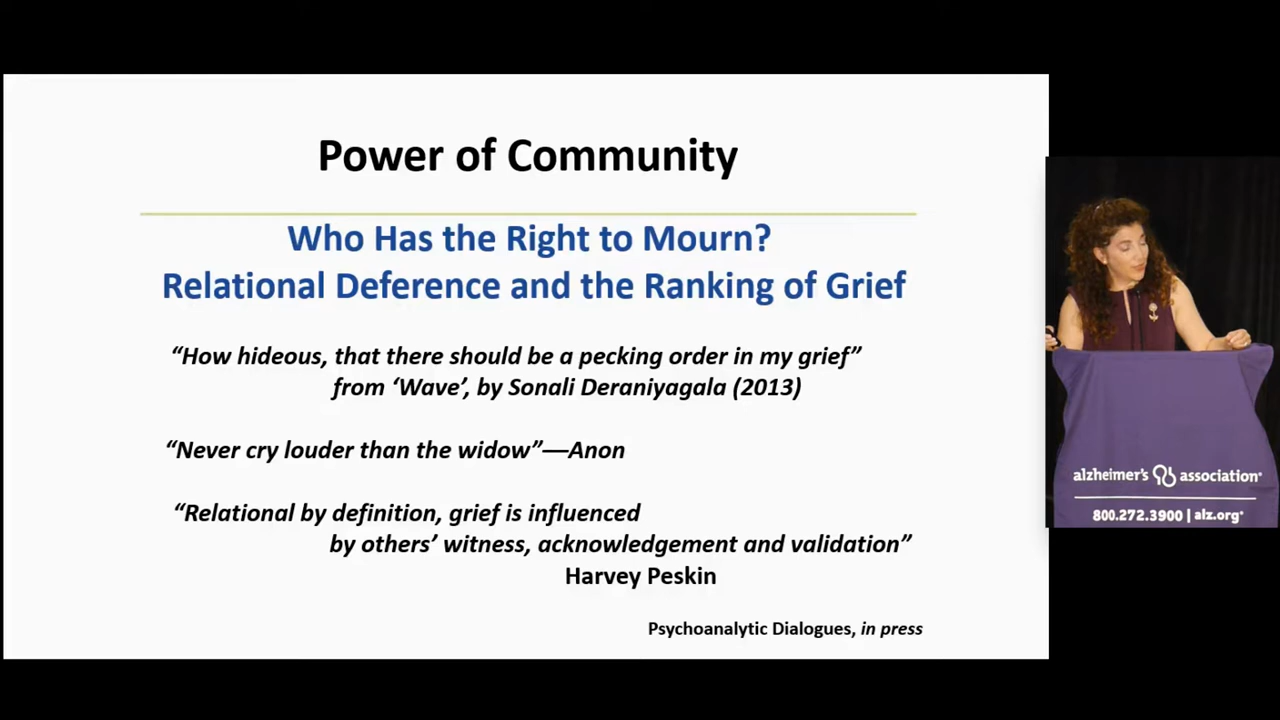 Power of Community
Who Has the Right to Mourn?
Relational Deference and the Ranking of Grief
“How hideous, that there should be a pecking order in my grief”
from ‘Wave’, by Sonali Deraniyagala (2013)
“Never cry louder than the widow”—Anon
“Relational by definition, grief is influenced
by others’ witness, acknowledgement and validation”
Harvey Peskin
Psychoanalytic Dialogues, in press
alzheimer's association®
800.272.3900 | alz.org®